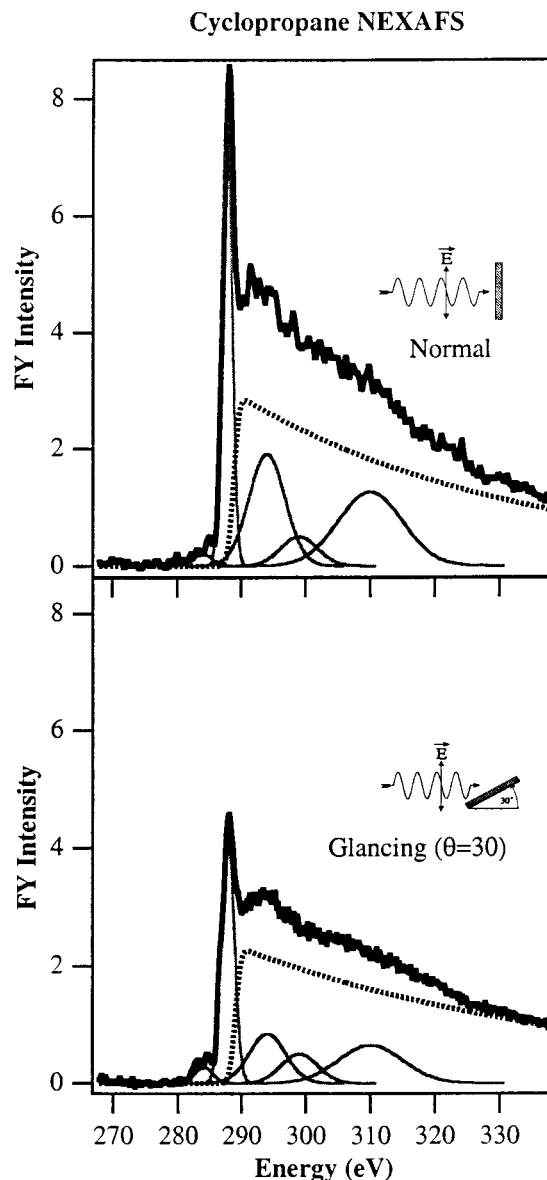 Cyclopropane NEXAFS
8
6
4
2
0
FY Intensity
E
Normal
8
6
4
2
0
FY Intensity
E
30°
Glancing (θ=30)
270 280 290 300 310 320 330
Energy (eV)